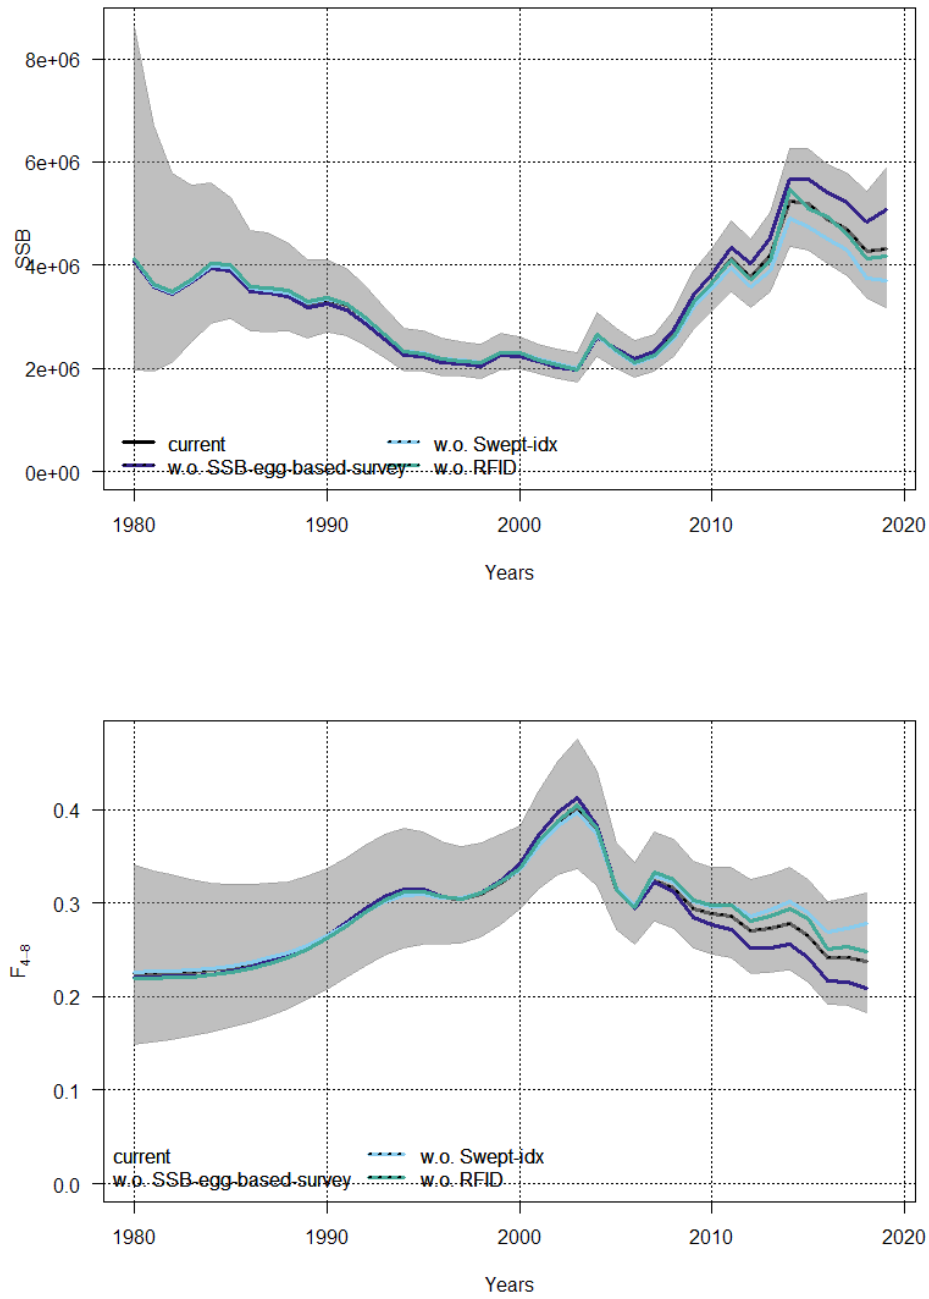 8e+06
6e+06
SSB
4e+06
2e+06
0e+00
current
w.o. Swept-idx
w.o. SSB-egg-based-survey
w.o. RFID
1980 1990 2000 2010 2020
Years
0.4
0.3
F4-8
0.2
0.1
0.0
current
w.o. Swept-idx
w.o. SSB-egg-based-survey
w.o. RFID
1980 1990 2000 2010 2020
Years